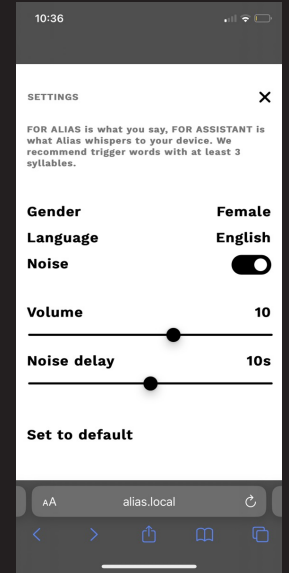 10:36
SETTINGS
FOR ALIAS is what you say, FOR ASSISTANT is
what Alias whispers to your device. We
recommend trigger words with at least 3
syllables.
Gender Female
Language English
Noise
Volume 10
Noise delay 10s
Set to default
AA alias.local